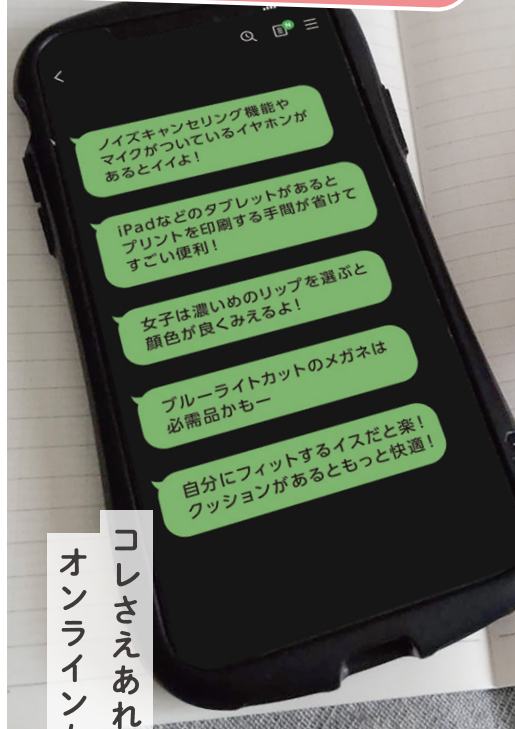 N
ノイズキャンセリング機能や
マイクがついているイヤホンが
あるとイイよ！
iPadなどのタブレットがあると
プリントを印刷する手間が省けて
すごい便利！
女子は濃いめのリップを選ぶと
顔色が良くみえるよ！
ブルーライトカットのメガネは
必需品かもー
自分にフィットするイスだと楽！
クッションがあるともっと快適！
コレさえあれ
オンライン